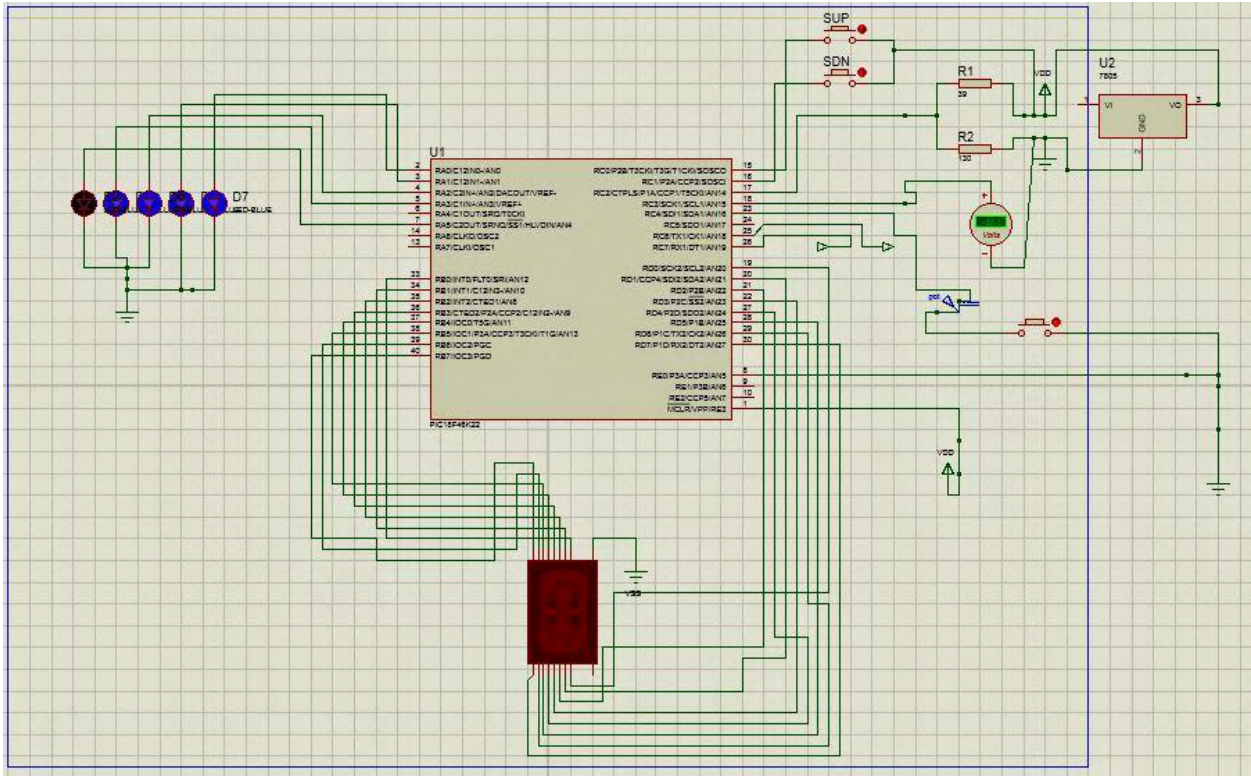 SUP
SDN
R1
39
VDD
U2
7805
VI
VO
GND
1
3
2
R2
130
U1
D7
2
3
4
5
6
7
14
13
RA0/C12IN0-/AN0
RA1/C12IN1-/AN1
RA2/C2IN+/AN2/DACOUT/VREF-
RA3/C1IN+/AN3/VREF+
RA4/C1OUT/SRQ/T0CKI
RA5/C2OUT/SRNQ/SS1/HLVDIN/AN4
RA6/CLKO/OSC2
RA7/CLKI/OSC1
33
34
35
36
37
38
39
40
RB0/INT0/FLT0/SRI/AN12
RB1/INT1/C12IN3-/AN10
RB2/INT2/CTED1/AN8
RB3/CTED2/P2A/CCP2/C12IN2-/AN9
RB4/IOC0/T5G/AN11
RB5/IOC1/P3A/CCP3/T3CKI/T1G/AN13
RB6/IOC2/PGC
RB7/IOC3/PGD
RC0/P2B/T3CKI/T3G/T1CKI/SOSCO
RC1/P2A/CCP2/SOSCI
RC2/CTPLS/P1A/CCP1/T5CKI/AN14
RC3/SCK1/SCL1/AN15
RC4/SDI1/SDA1/AN16
RC5/SDO1/AN17
RC6/TX1/CK1/AN18
RC7/RX1/DT1/AN19
15
16
17
18
23
24
25
26
RD0/SCK2/SCL2/AN20
RD1/CCP4/SDI2/SDA2/AN21
RD2/P2B/AN22
RD3/P2C/SS2/AN23
RD4/P2D/SDO2/AN24
RD5/P1B/AN25
RD6/P1C/TX2/CK2/AN26
RD7/P1D/RX2/DT2/AN27
19
20
21
22
27
28
29
30
RE0/P3A/CCP3/AN5
RE1/P3B/AN6
RE2/CCP5/AN7
MCLR/VPP/RE3
8
9
10
1
PIC18F46K22
+
Volts
-
pot
VDD
VSS